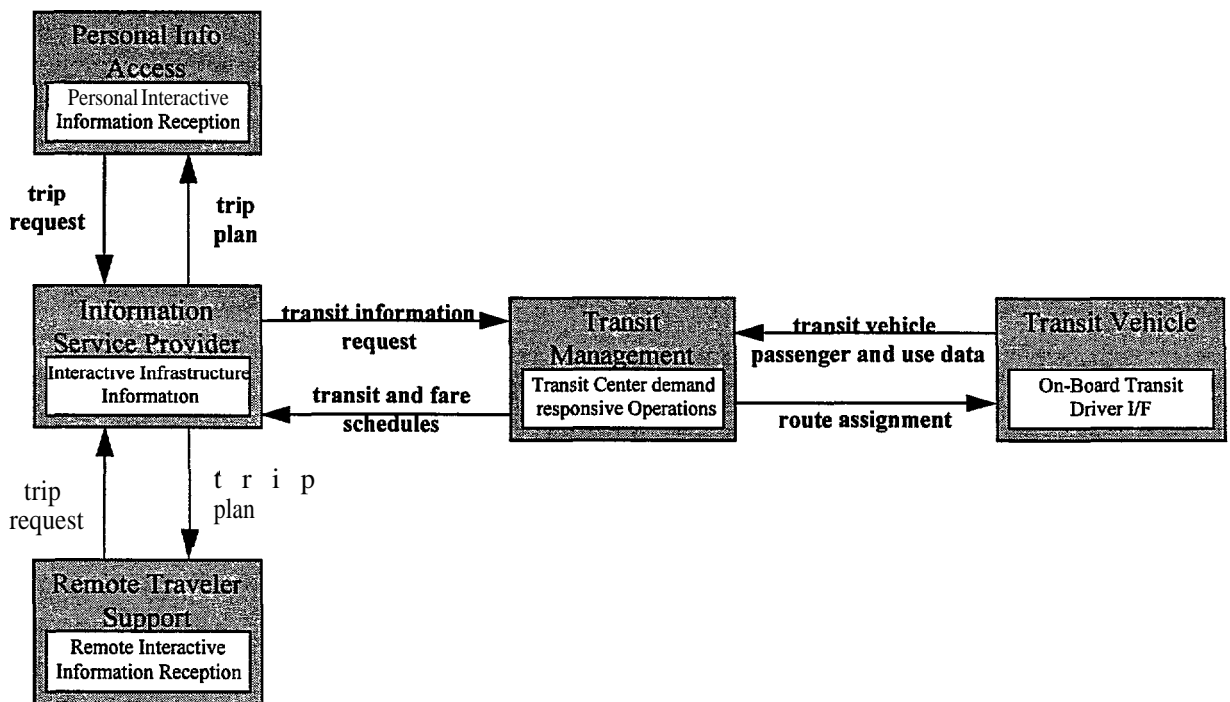 Personal Info
Access
Personal Interactive
Information Reception
trip
request
trip
plan
Information
Service Provider
Interactive Infrastructure
Information
transit information
request
transit and fare
schedules
Transit
Management
Transit Center demand
responsive Operations
transit vehicle
passenger and use data
route assignment
Transit Vehicle
On-Board Transit
Driver I/F
trip
request
t r i p
plan
Remote Traveler
Support
Remote Interactive
Information Reception